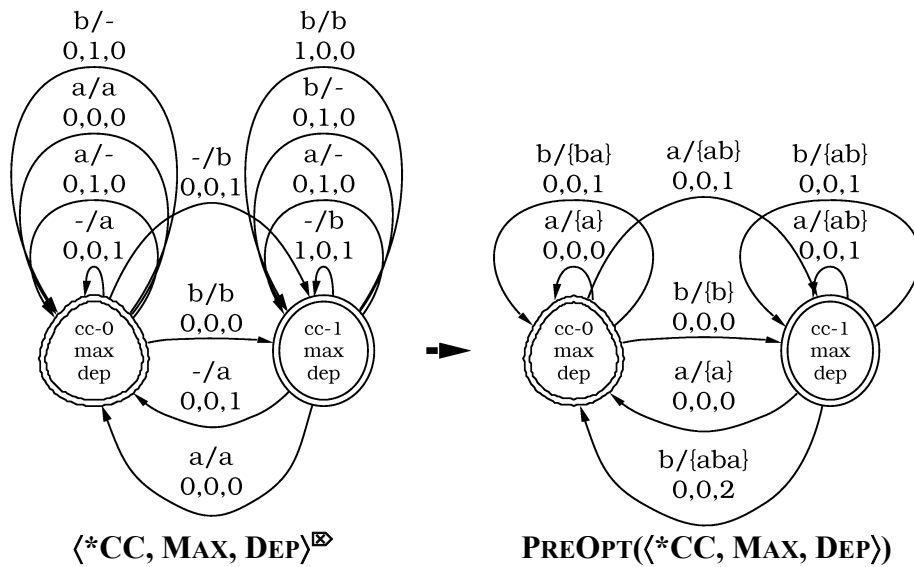 b/-
0,1,0
a/a
0,0,0
a/-
0,1,0
-/a
0,0,1
-/b
0,0,1
b/b
1,0,0
b/-
0,1,0
a/-
0,1,0
-/b
1,0,1
b/b
0,0,0
-/a
0,0,1
a/a
0,0,0
cc-0
max
dep
cc-1
max
dep
⟨*CC, MAX, DEP⟩
b/{ba}
0,0,1
a/{a}
0,0,0
a/{ab}
0,0,1
b/{ab}
0,0,1
a/{ab}
0,0,1
b/{b}
0,0,0
a/{a}
0,0,0
b/{aba}
0,0,2
cc-0
max
dep
cc-1
max
dep
PREOPT(⟨*CC, MAX, DEP⟩)